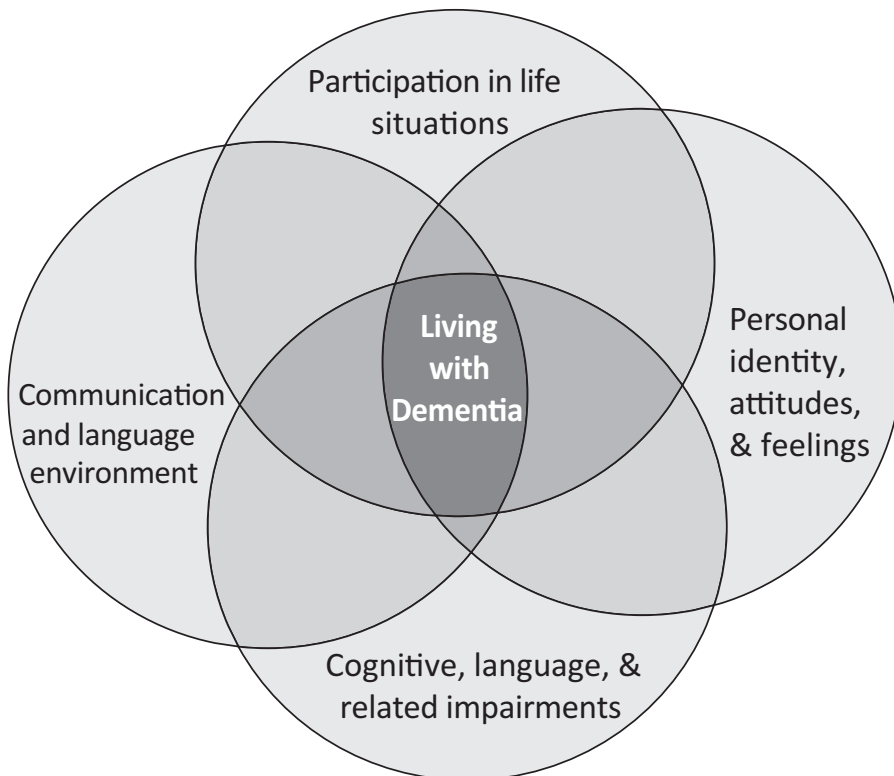 Participation in life
situations
Living
with
Dementia
Personal
identity,
attitudes,
& feelings
Communication
and language
environment
Cognitive, language, &
related impairments